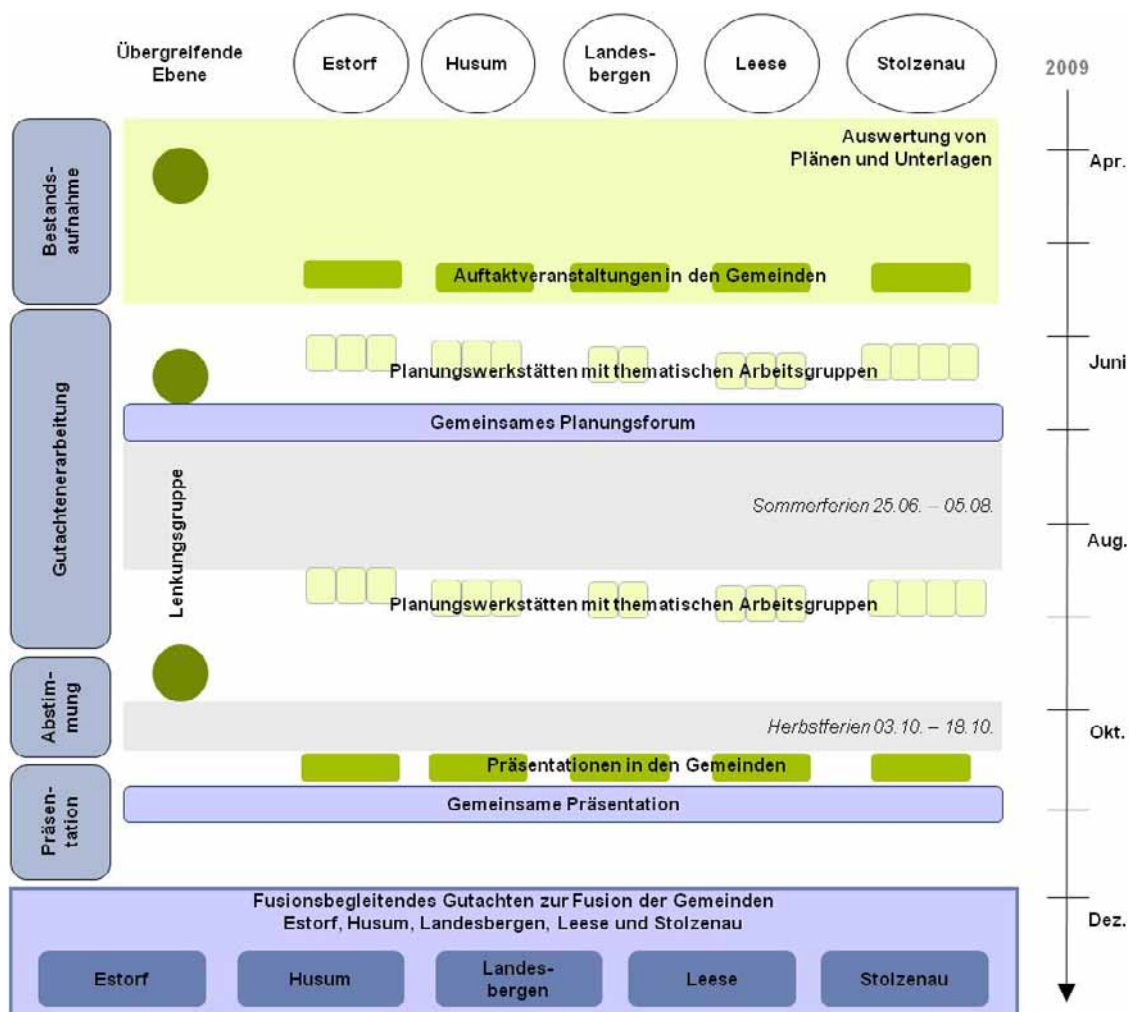 Übergreifende
Ebene
Estorf
Husum
Landes-
bergen
Leese
Stolzenau
2009
Bestands-
aufnahme
Auswertung von
Plänen und Unterlagen
Apr.
Auftaktveranstaltungen in den Gemeinden
Gutachtenerarbeitung
Planungswerkstätten mit thematischen Arbeitsgruppen
Juni
Gemeinsames Planungsforum
Lenkungsgruppe
Sommerferien 25.06. – 05.08.
Aug.
Planungswerkstätten mit thematischen Arbeitsgruppen
Abstim-
mung
Herbstferien 03.10. – 18.10.
Okt.
Präsen-
tation
Präsentationen in den Gemeinden
Gemeinsame Präsentation
Fusionsbegleitendes Gutachten zur Fusion der Gemeinden
Estorf, Husum, Landesbergen, Leese und Stolzenau
Dez.
Estorf
Husum
Landes-
bergen
Leese
Stolzenau